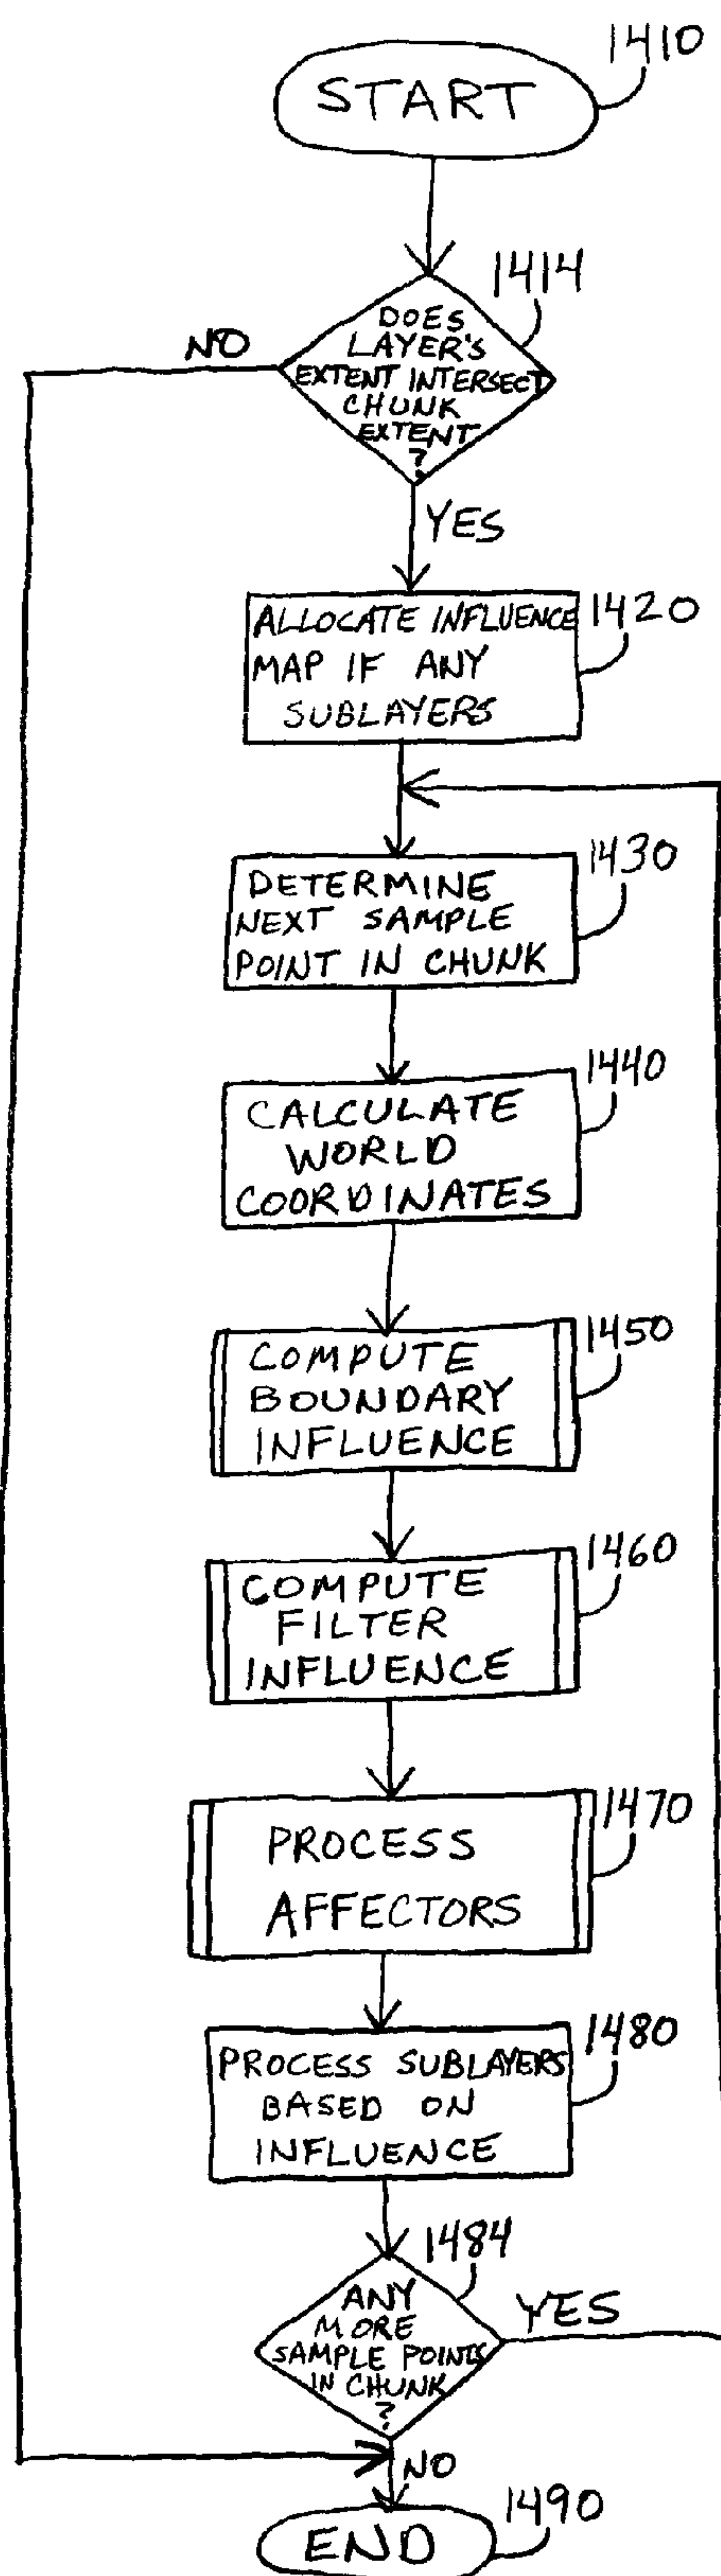 1410
START
1414
DOES
LAYER'S
EXTENT INTERSECT
CHUNK
EXTENT
?
NO
YES
ALLOCATE INFLUENCE
MAP IF ANY
SUBLAYERS
1420
DETERMINE
NEXT SAMPLE
POINT IN CHUNK
1430
CALCULATE
WORLD
COORDINATES
1440
COMPUTE
BOUNDARY
INFLUENCE
1450
COMPUTE
FILTER
INFLUENCE
1460
PROCESS
AFFECTORS
1470
PROCESS SUBLAYERS
BASED ON
INFLUENCE
1480
1484
ANY
MORE
SAMPLE POINTS
IN CHUNK
?
YES
NO
END
1490